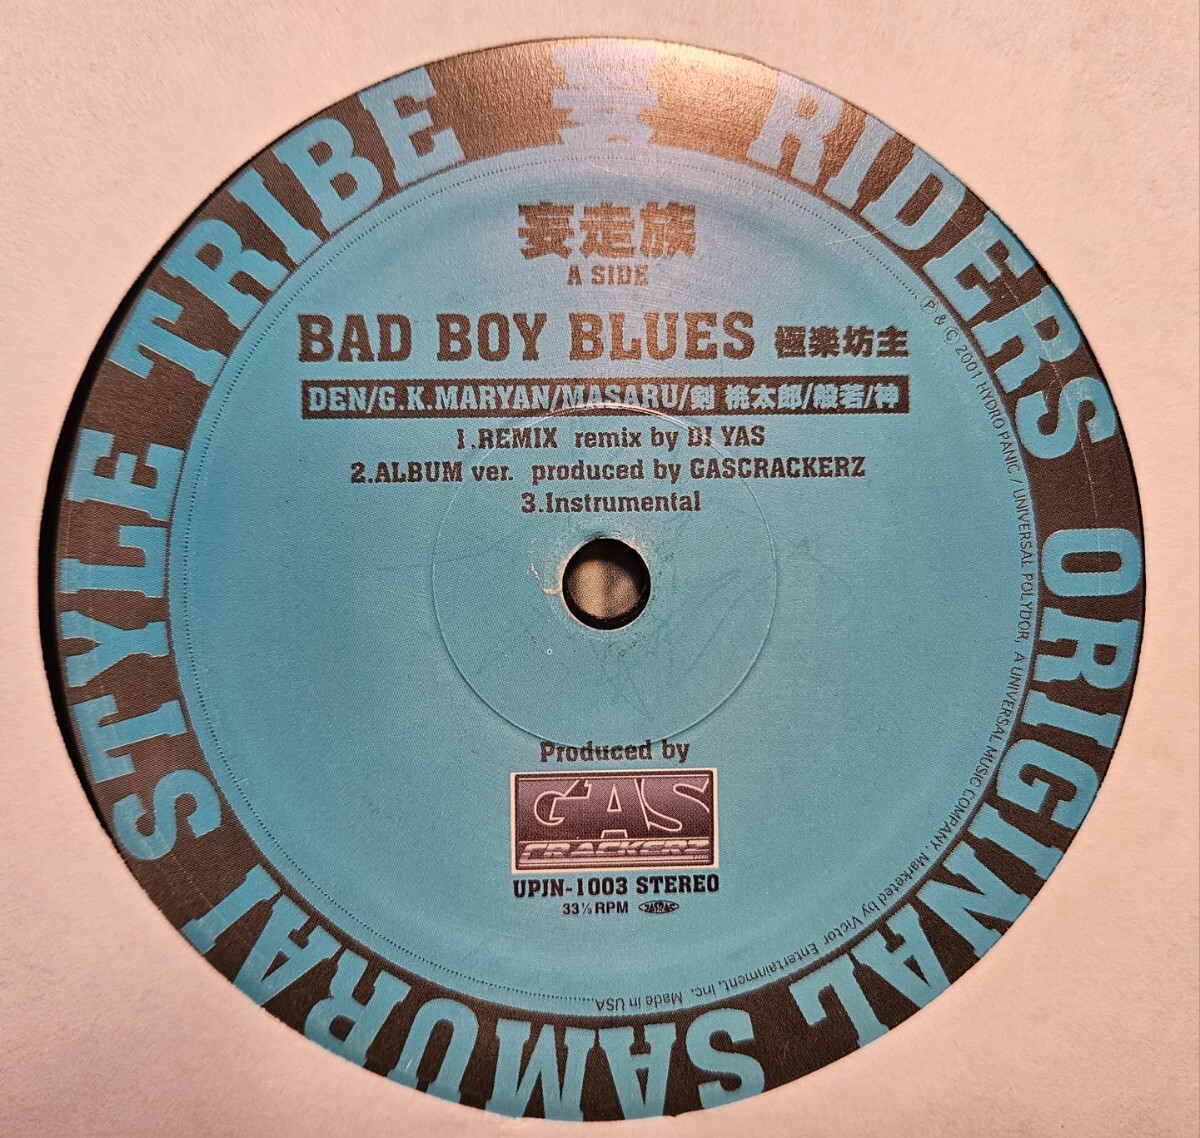 妄 RIDERS ORIGINAL SAMURAI STYLE TRIBE
妄走族
A SIDE
BAD BOY BLUES 極楽坊主
DEN/G.K.MARYAN/MASARU/剣 桃太郎/般若/神
1.REMIX remix by DJ YAS
2.ALBUM ver. produced by GASCRACKERZ
3.Instrumental
Produced by
GAS
CRACKERZ
UPJN-1003 STEREO
33⅓RPM JASRAC
℗ & © 2001 HYDRO PANIC / UNIVERSAL POLYDOR, A UNIVERSAL MUSIC COMPANY. Marketed by Victor Entertainment, Inc. Made in USA